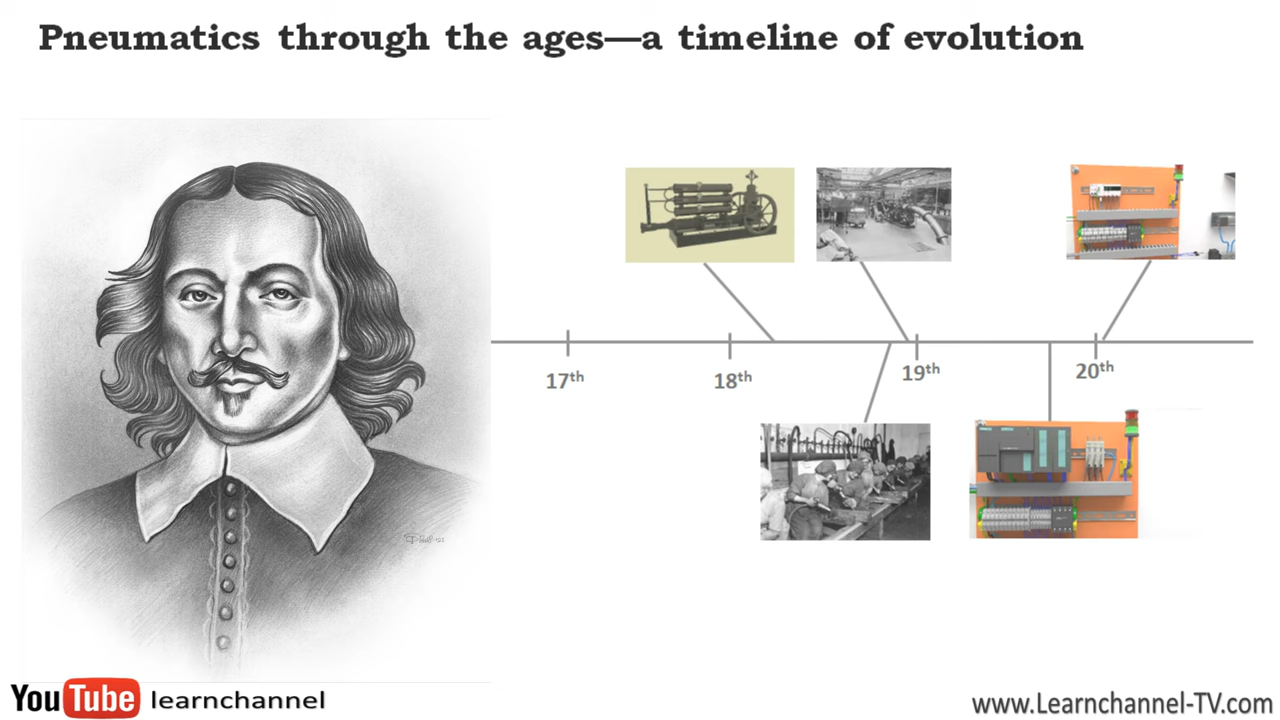 Pneumatics through the ages—a timeline of evolution
17th
18th
19th
20th
YouTube learnchannel
www.Learnchannel-TV.com